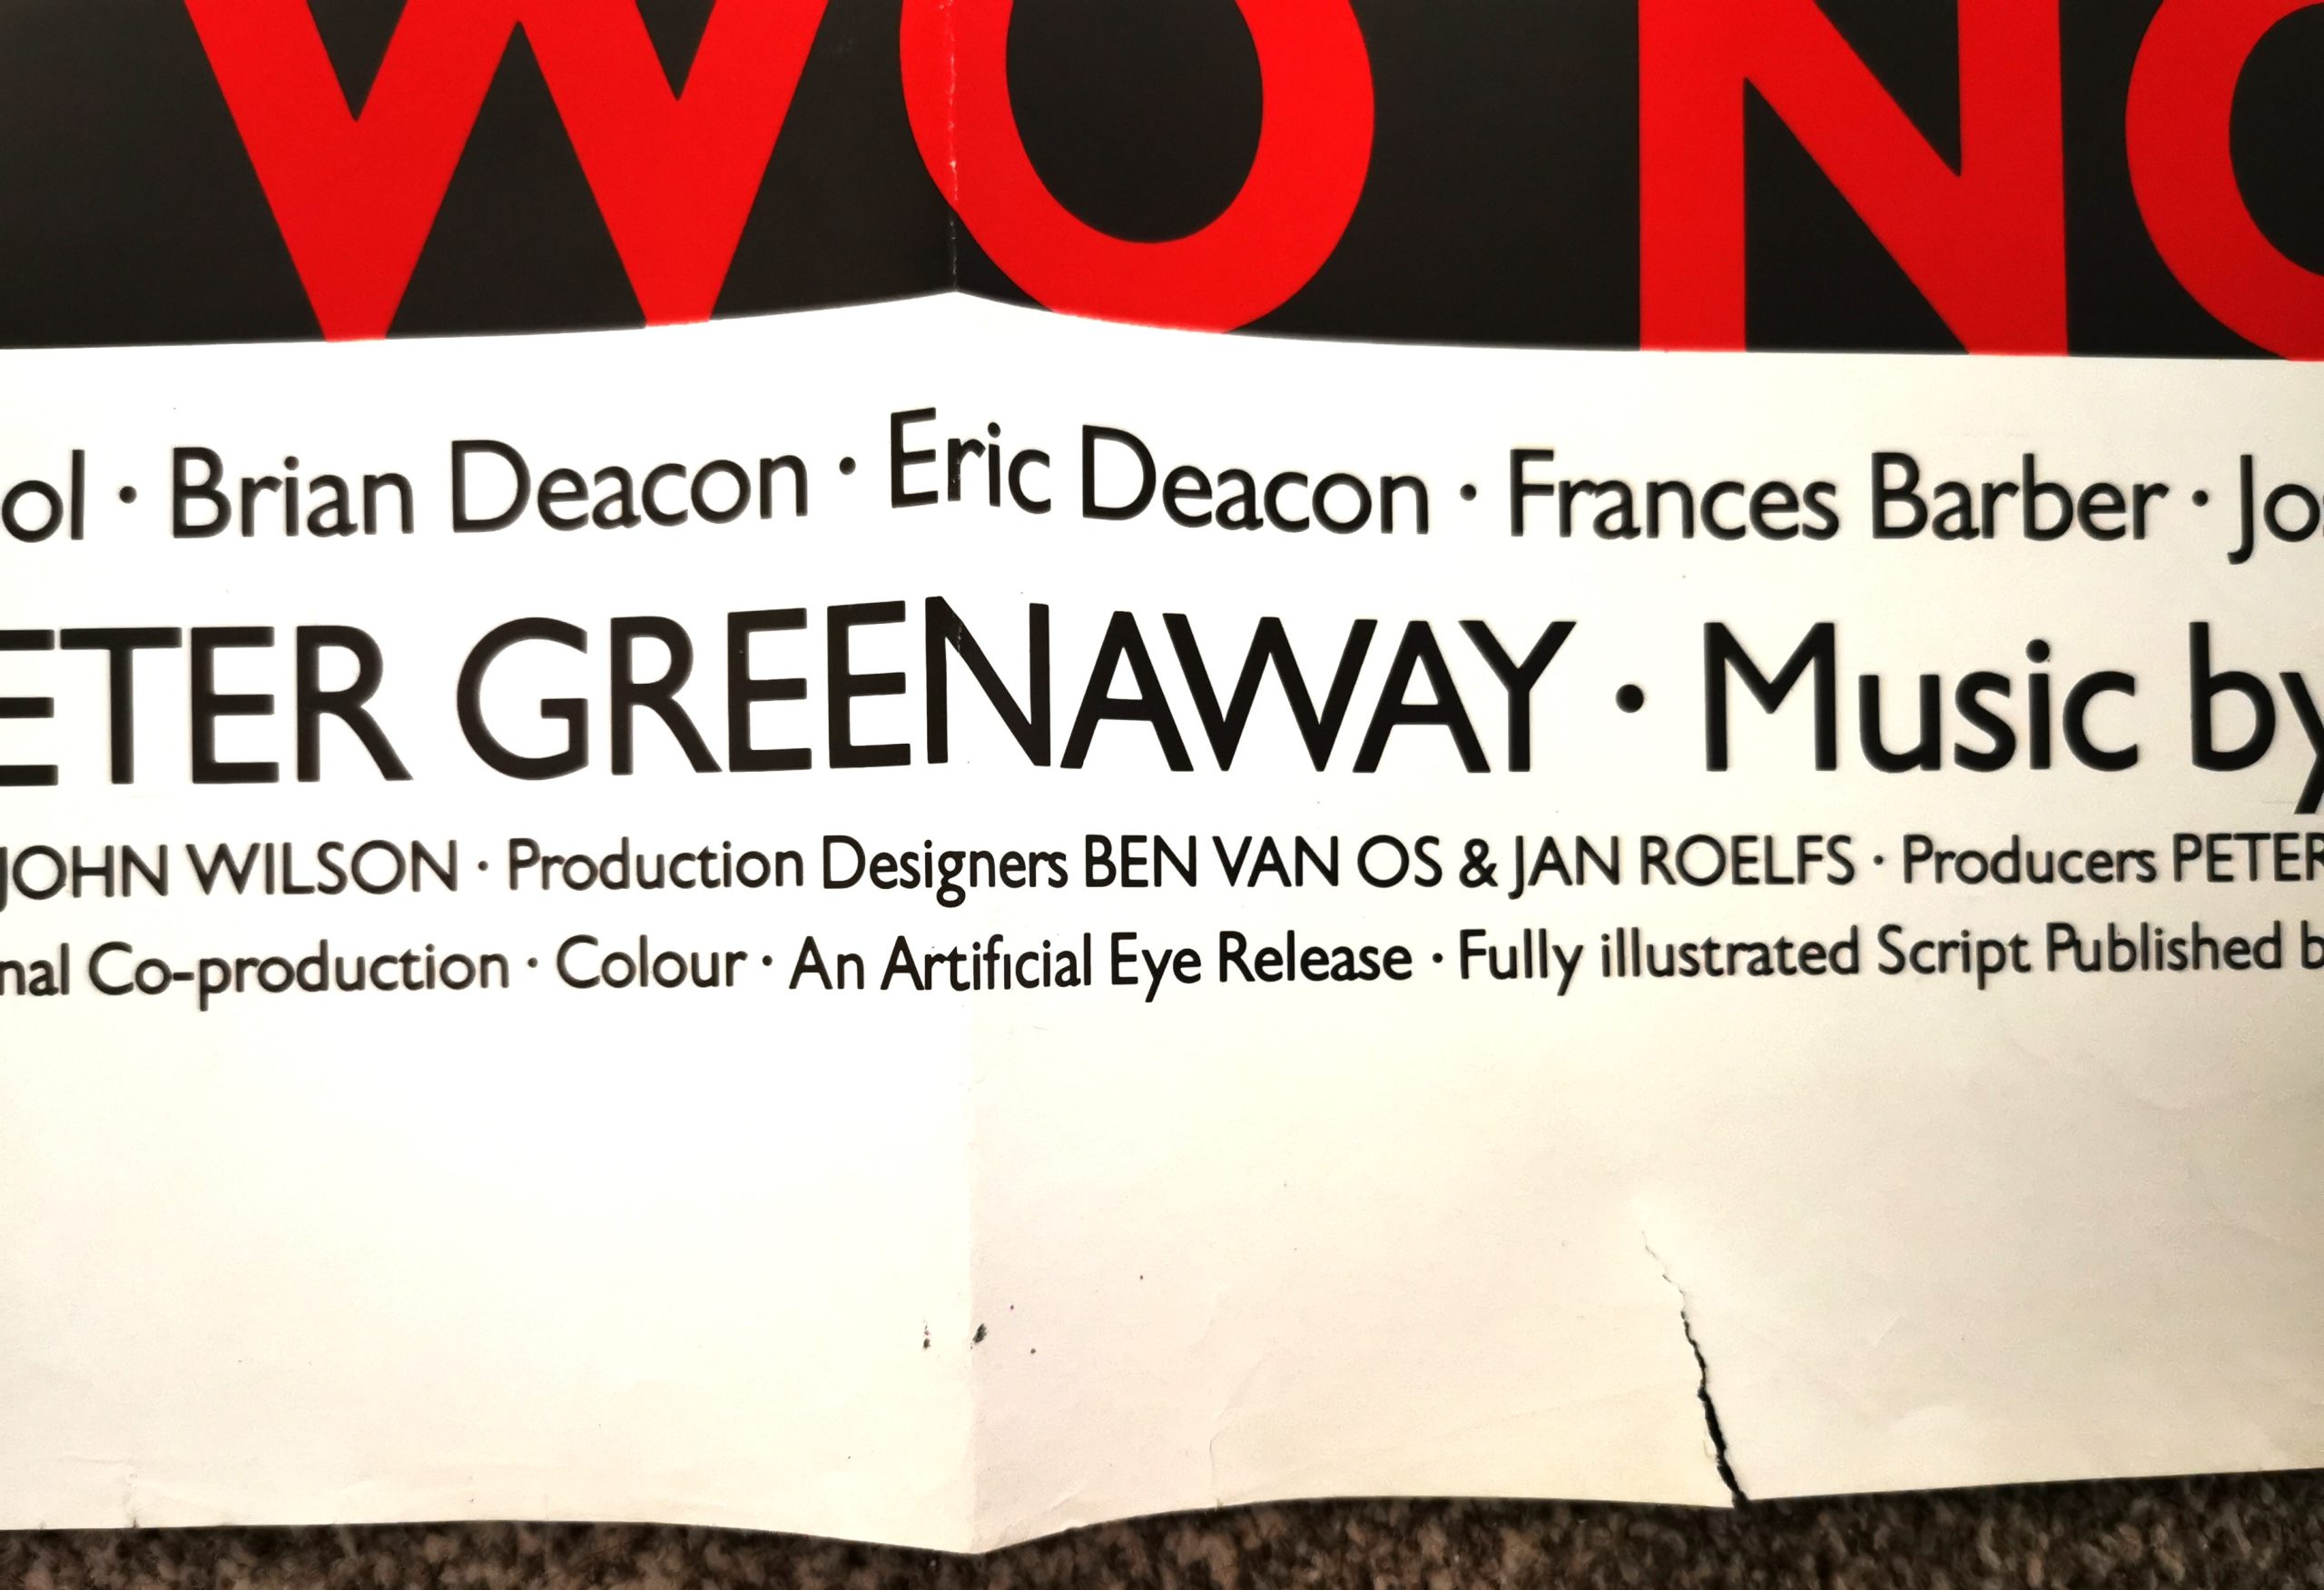 WO NO
ol · Brian Deacon · Eric Deacon · Frances Barber · Jo
ETER GREENAWAY · Music by
JOHN WILSON · Production Designers BEN VAN OS & JAN ROELFS · Producers PETER
nal Co-production · Colour · An Artificial Eye Release · Fully illustrated Script Published b